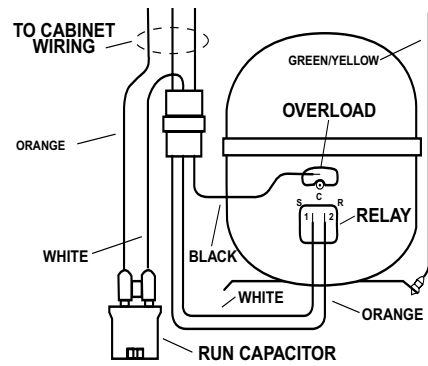 TO CABINET
WIRING
GREEN/YELLOW
OVERLOAD
ORANGE
C
S
R
1
2
RELAY
WHITE
BLACK
WHITE
ORANGE
RUN CAPACITOR